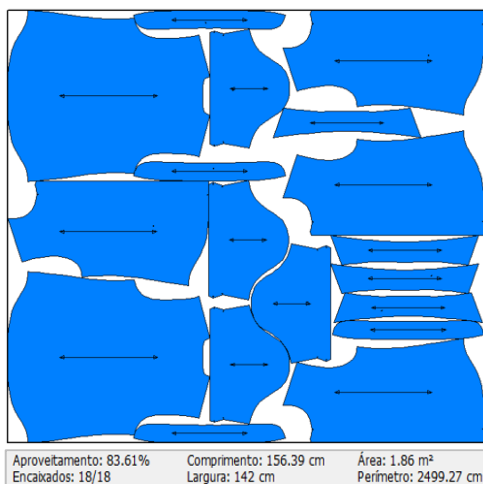 Aproveitamento: 83.61% Comprimento: 156.39 cm Área: 1.86 m²
Encaixados: 18/18 Largura: 142 cm Perímetro: 2499.27 cm